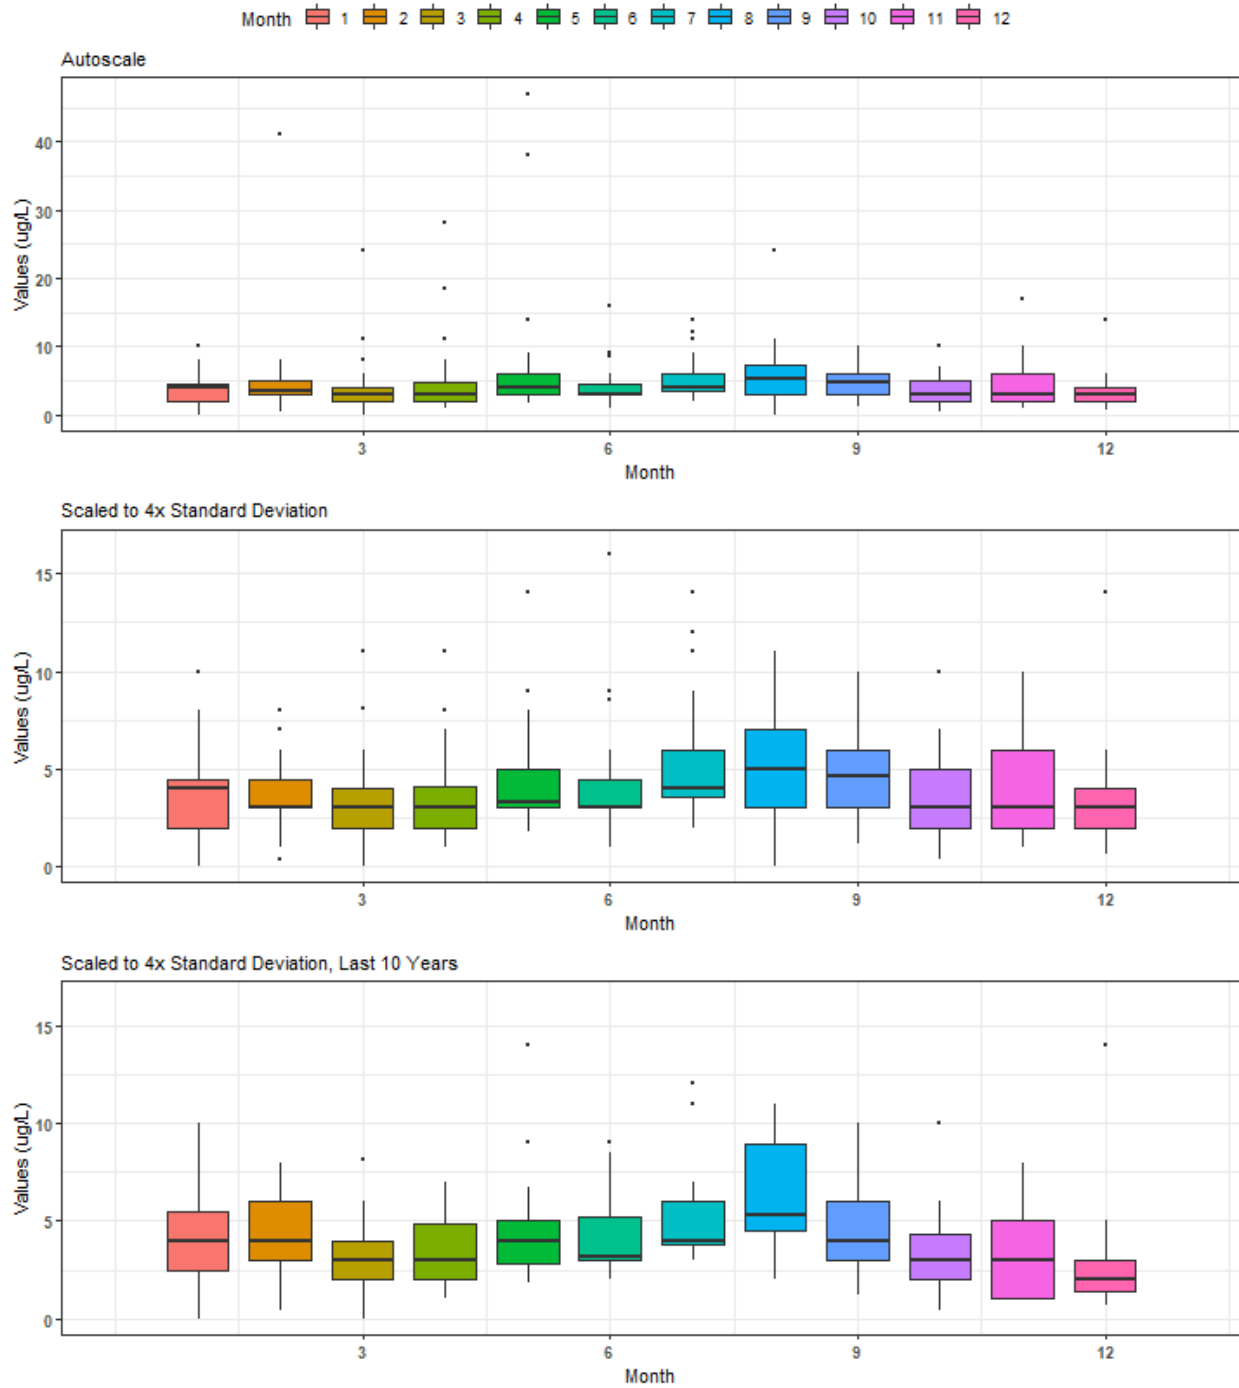 Month 1 2 3 4 5 6 7 8 9 10 11 12
Autoscale
Values (ug/L)
40
30
20
10
0
3 6 9 12
Month
Scaled to 4x Standard Deviation
Values (ug/L)
15
10
5
0
3 6 9 12
Month
Scaled to 4x Standard Deviation, Last 10 Years
Values (ug/L)
15
10
5
0
3 6 9 12
Month